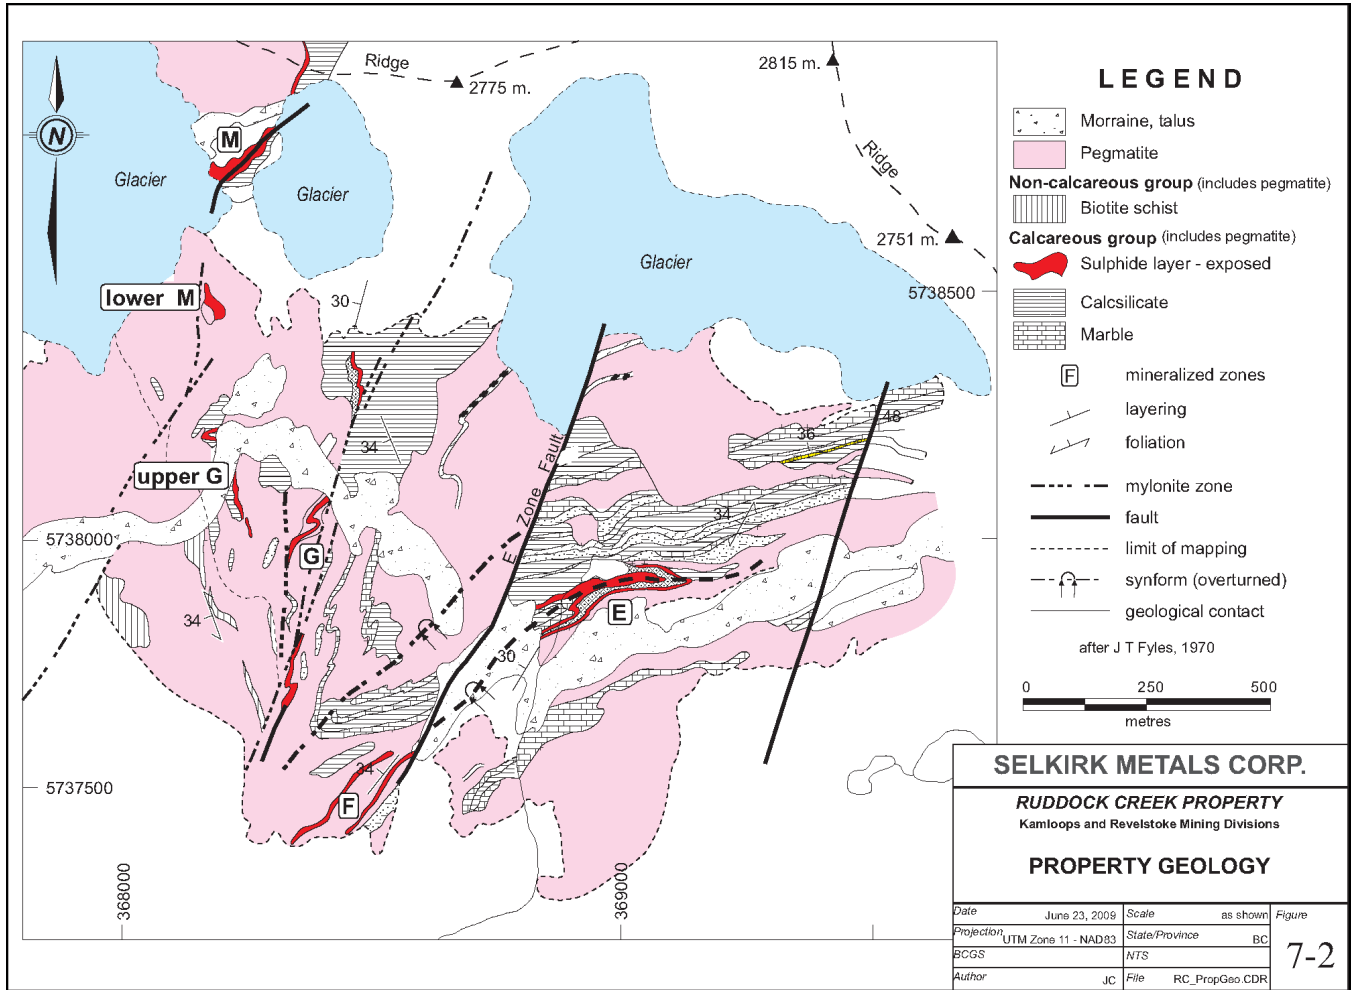 Ridge
2775 m.
2815 m.
Ridge
2751 m.
N
M
Glacier
Glacier
Glacier
lower M
30
5738500
34
36
48
upper G
E Zone Fault
34
5738000
G
E
34
30
34
F
5737500
368000
369000
LEGEND
Morraine, talus
Pegmatite
Non-calcareous group (includes pegmatite)
Biotite schist
Calcareous group (includes pegmatite)
Sulphide layer - exposed
Calcsilicate
Marble
F mineralized zones
layering
foliation
mylonite zone
fault
limit of mapping
synform (overturned)
geological contact
after J T Fyles, 1970
0 250 500
metres
SELKIRK METALS CORP.
RUDDOCK CREEK PROPERTY
Kamloops and Revelstoke Mining Divisions
PROPERTY GEOLOGY
Date June 23, 2009 Scale as shown Figure
Projection UTM Zone 11 - NAD83 State/Province BC
BCGS NTS
7-2
Author JC File RC_PropGeo.CDR